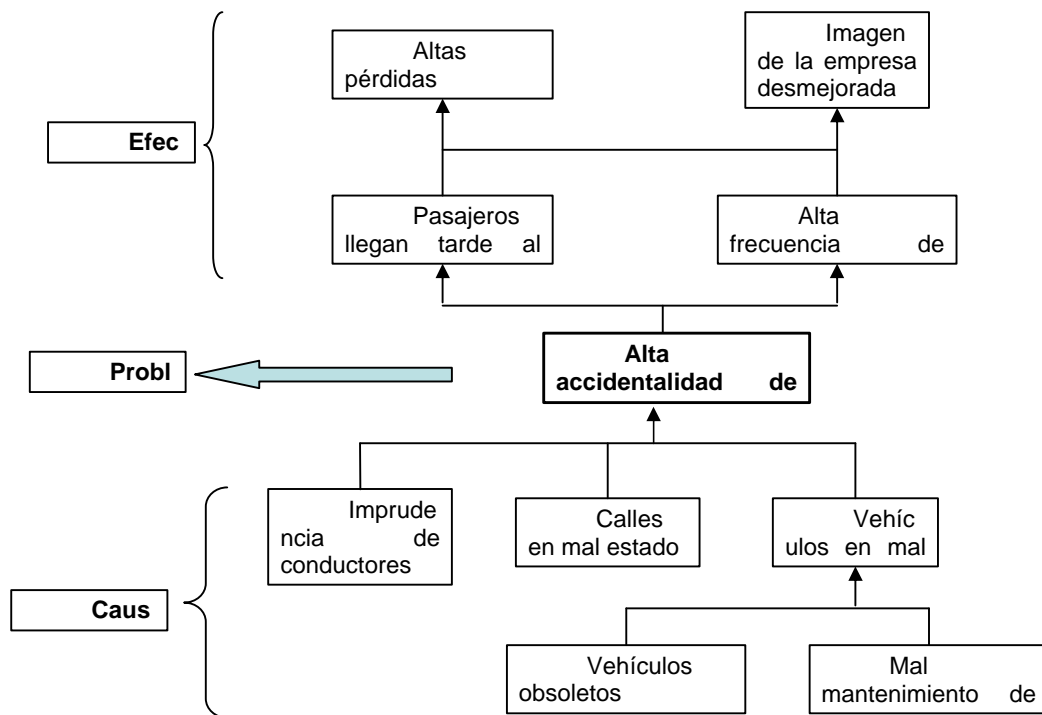 Altas
pérdidas
Imagen
de la empresa
desmejorada
Efec
Pasajeros
llegan tarde al
Alta
frecuencia de
Alta
accidentalidad de
Probl
Imprude
ncia de
conductores
Calles
en mal estado
Vehíc
ulos en mal
Caus
Vehículos
obsoletos
Mal
mantenimiento de